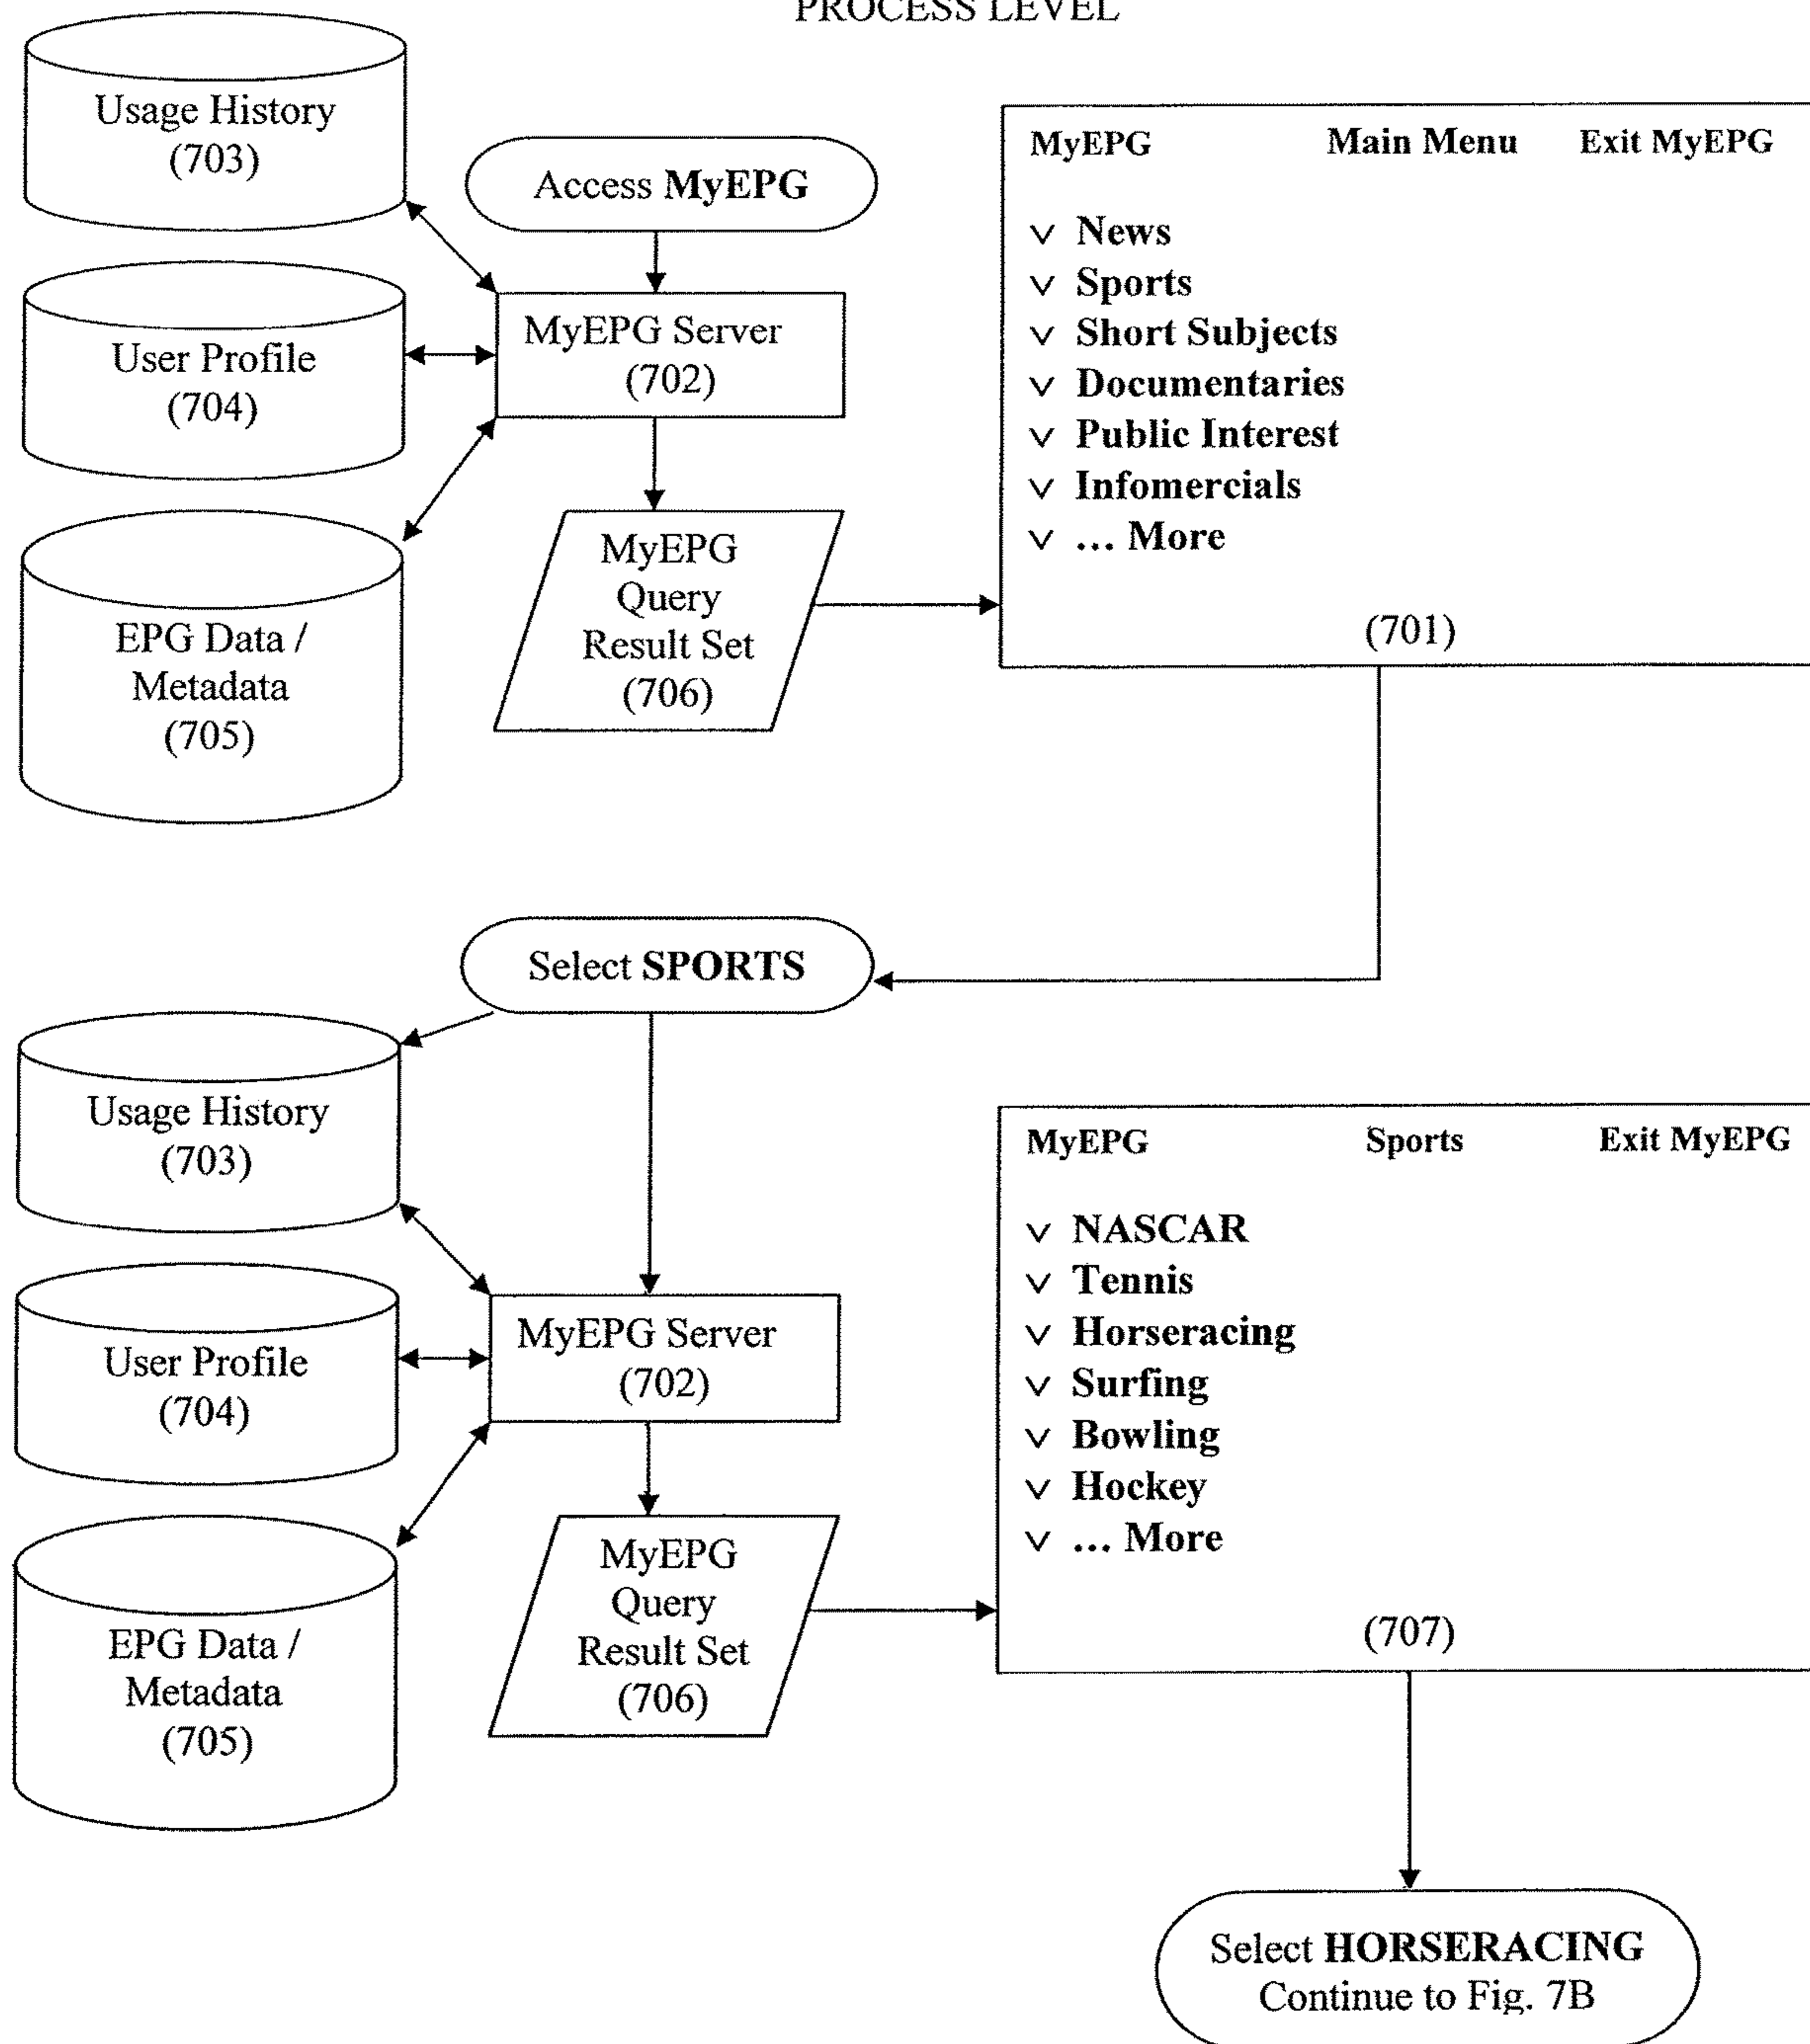 PROCESS LEVEL
Usage History
(703)
Access MyEPG
User Profile
(704)
MyEPG Server
(702)
EPG Data /
Metadata
(705)
MyEPG
Query
Result Set
(706)
MyEPG Main Menu Exit MyEPG
v News
v Sports
v Short Subjects
v Documentaries
v Public Interest
v Infomercials
v ... More
(701)
Select SPORTS
Usage History
(703)
User Profile
(704)
MyEPG Server
(702)
EPG Data /
Metadata
(705)
MyEPG
Query
Result Set
(706)
MyEPG Sports Exit MyEPG
v NASCAR
v Tennis
v Horseracing
v Surfing
v Bowling
v Hockey
v ... More
(707)
Select HORSERACING
Continue to Fig. 7B